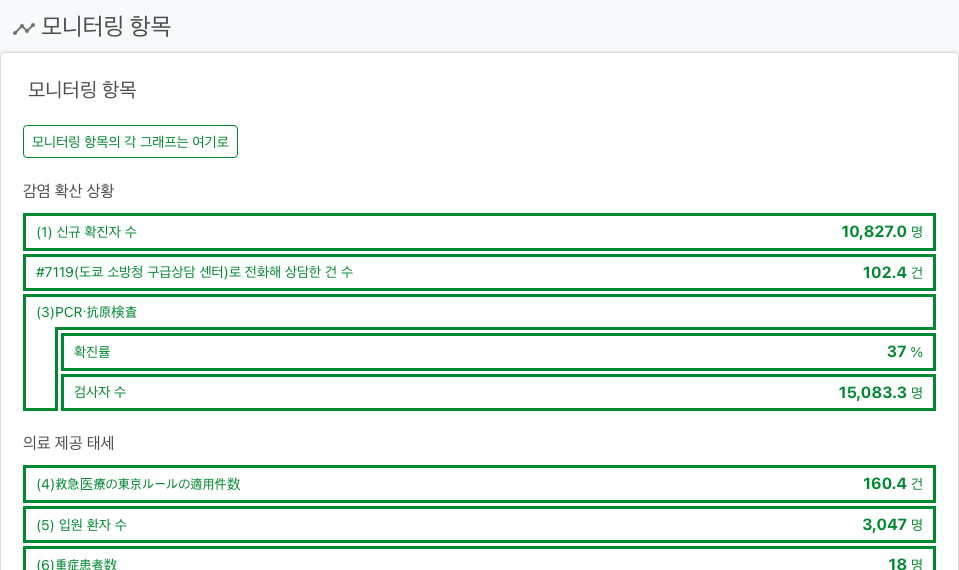 모니터링 항목
모니터링 항목
모니터링 항목의 각 그래프는 여기로
감염 확산 상황
(1) 신규 확진자 수 10,827.0 명
#7119(도쿄 소방청 구급상담 센터)로 전화해 상담한 건 수 102.4 건
(3)PCR·抗原検査
확진률 37 %
검사자 수 15,083.3 명
의료 제공 태세
(4)救急医療の東京ルールの適用件数 160.4 건
(5) 입원 환자 수 3,047 명
(6)重症患者数 18 명